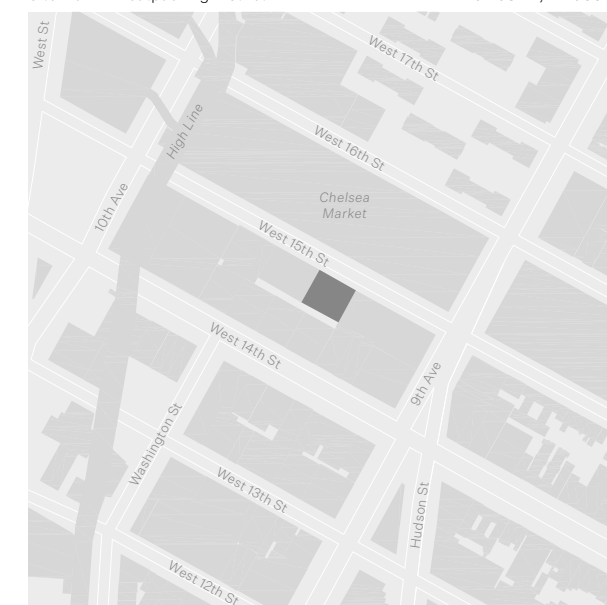 West St
West 17th St
High Line
West 16th St
10th Ave
Chelsea
Market
West 15th St
West 14th St
9th Ave
Washington St
West 13th St
Hudson St
West 12th St